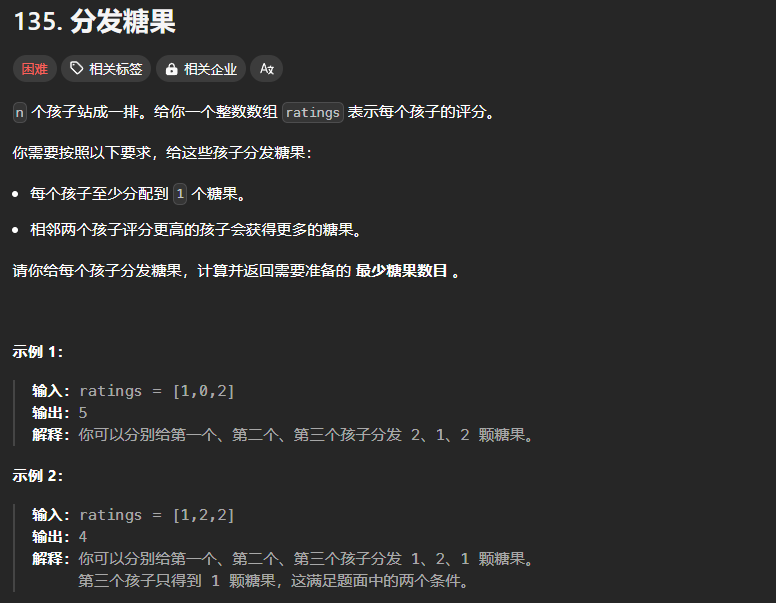 135. 分发糖果
困难 相关标签 相关企业 A文
n 个孩子站成一排。给你一个整数数组 ratings 表示每个孩子的评分。
你需要按照以下要求，给这些孩子分发糖果：
每个孩子至少分配到 1 个糖果。
相邻两个孩子评分更高的孩子会获得更多的糖果。
请你给每个孩子分发糖果，计算并返回需要准备的 最少糖果数目 。
示例 1：
输入：ratings = [1,0,2]
输出：5
解释：你可以分别给第一个、第二个、第三个孩子分发 2、1、2 颗糖果。
示例 2：
输入：ratings = [1,2,2]
输出：4
解释：你可以分别给第一个、第二个、第三个孩子分发 1、2、1 颗糖果。
第三个孩子只得到 1 颗糖果，这满足题面中的两个条件。